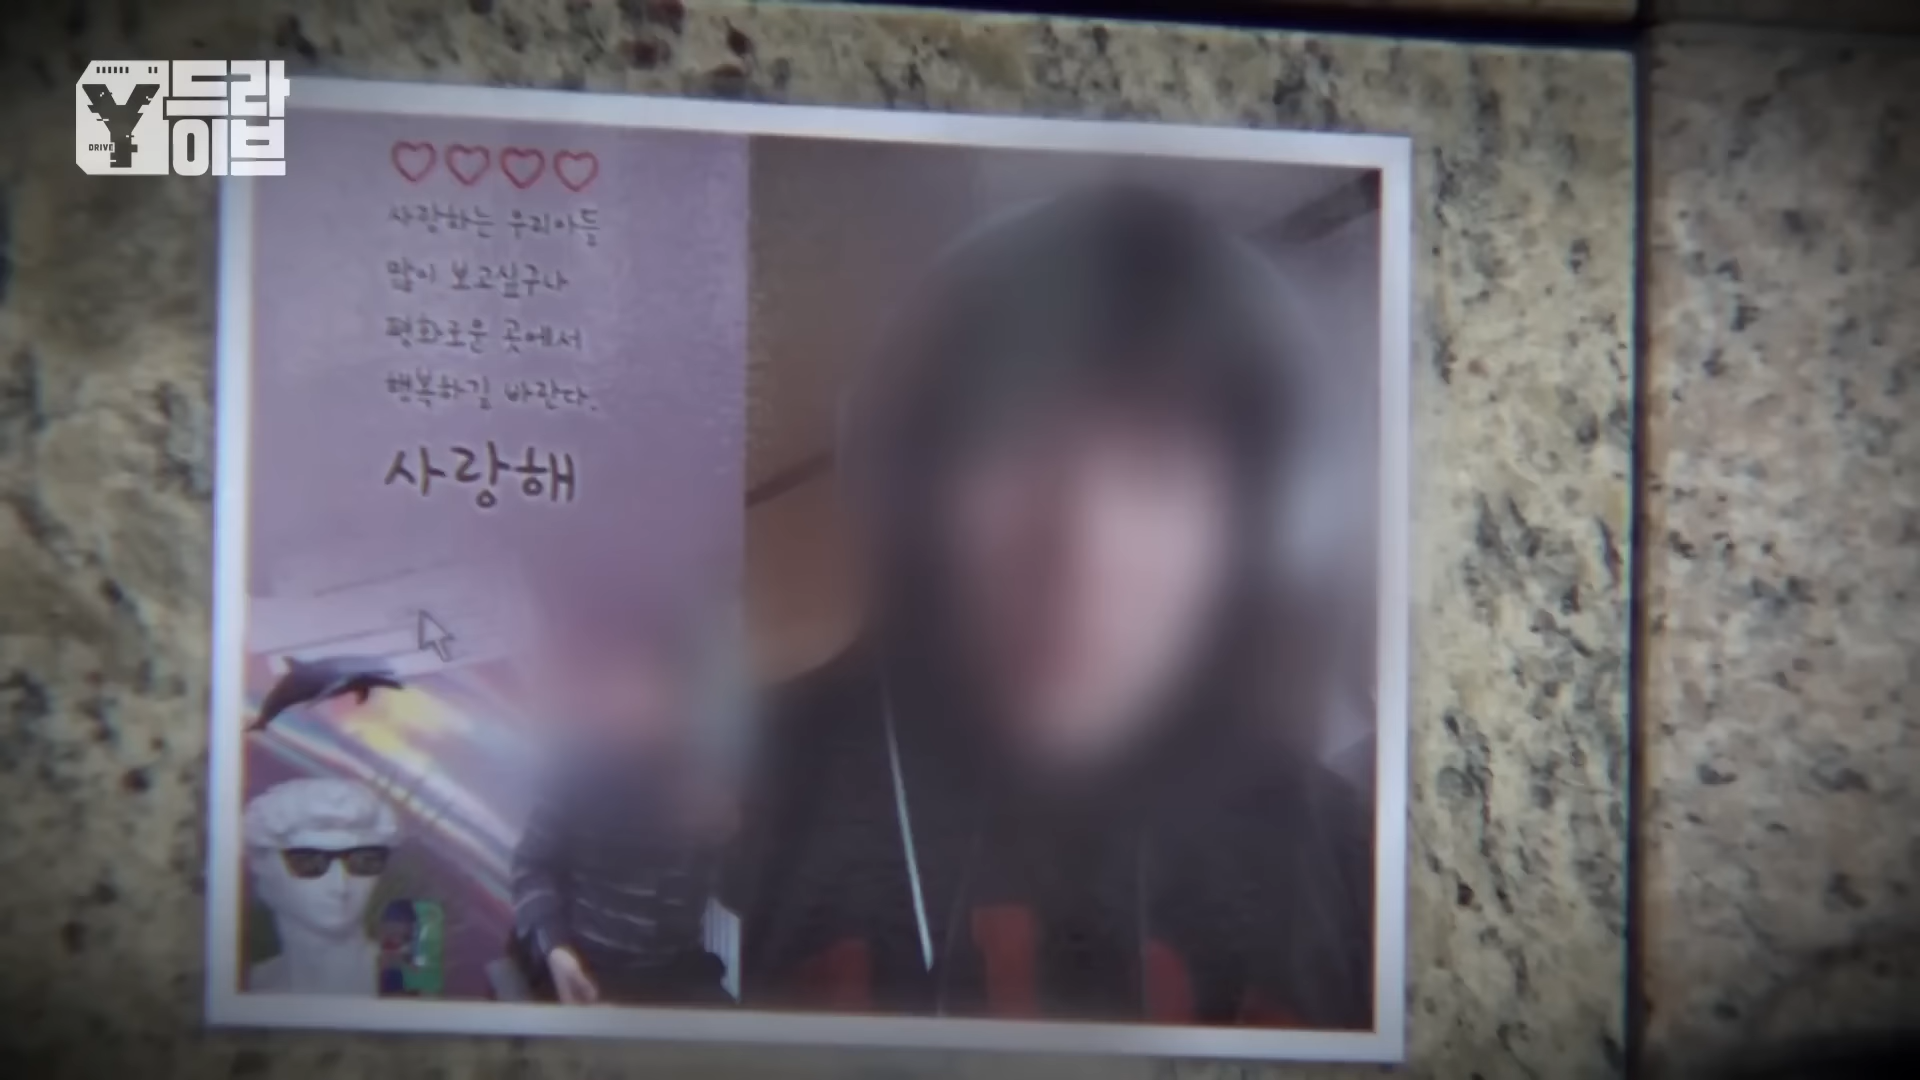 Y
드라
이브
DRIVE
♡♡♡♡
사랑하는 우리아들
많이 보고싶구나
평화로운 곳에서
행복하길 바란다.
사랑해